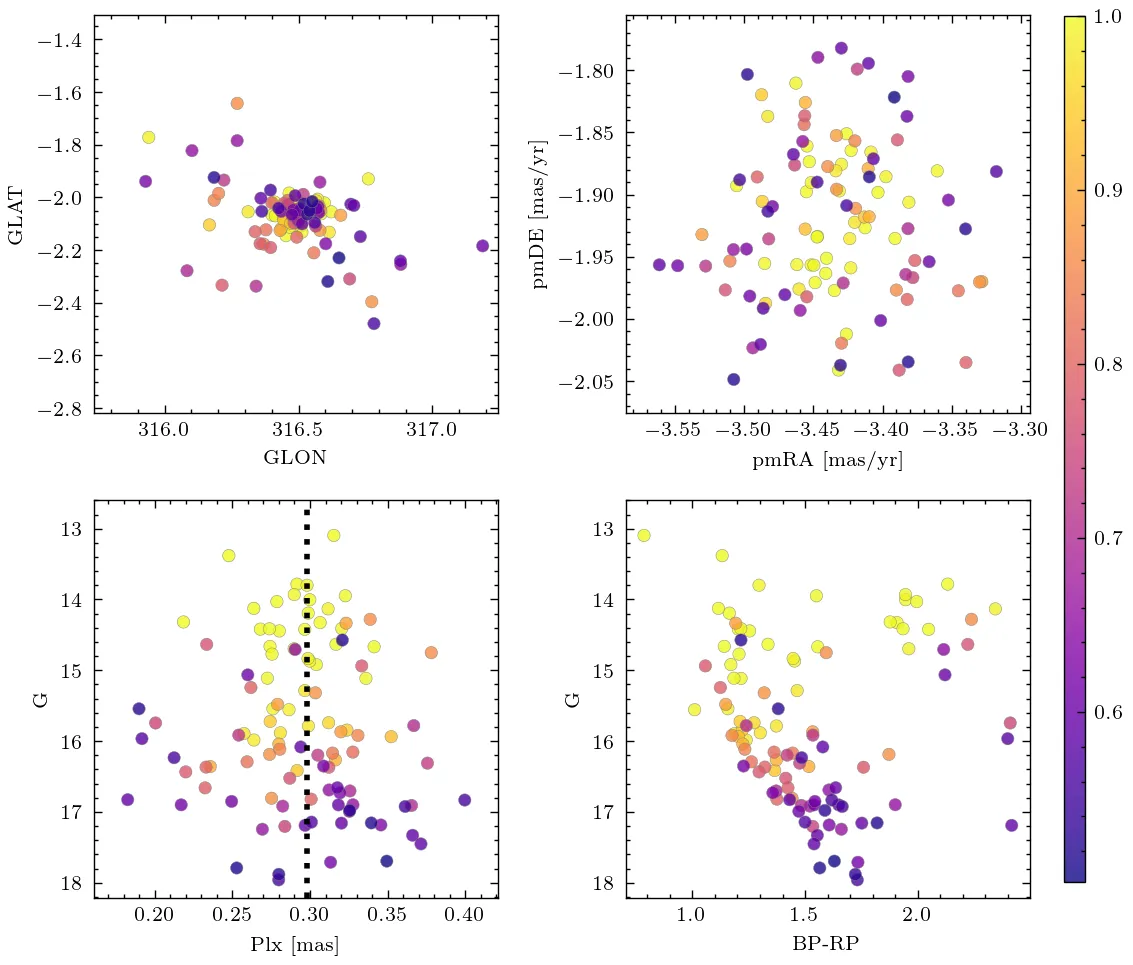 −1.4
−1.6
−1.8
−2.0
−2.2
−2.4
−2.6
−2.8
GLAT
316.0 316.5 317.0
GLON
−1.80
−1.85
−1.90
−1.95
−2.00
−2.05
pmDE [mas/yr]
−3.55 −3.50 −3.45 −3.40 −3.35 −3.30
pmRA [mas/yr]
1.0
0.9
0.8
0.7
0.6
13
14
15
16
17
18
G
0.20 0.25 0.30 0.35 0.40
Plx [mas]
13
14
15
16
17
18
G
1.0 1.5 2.0
BP-RP